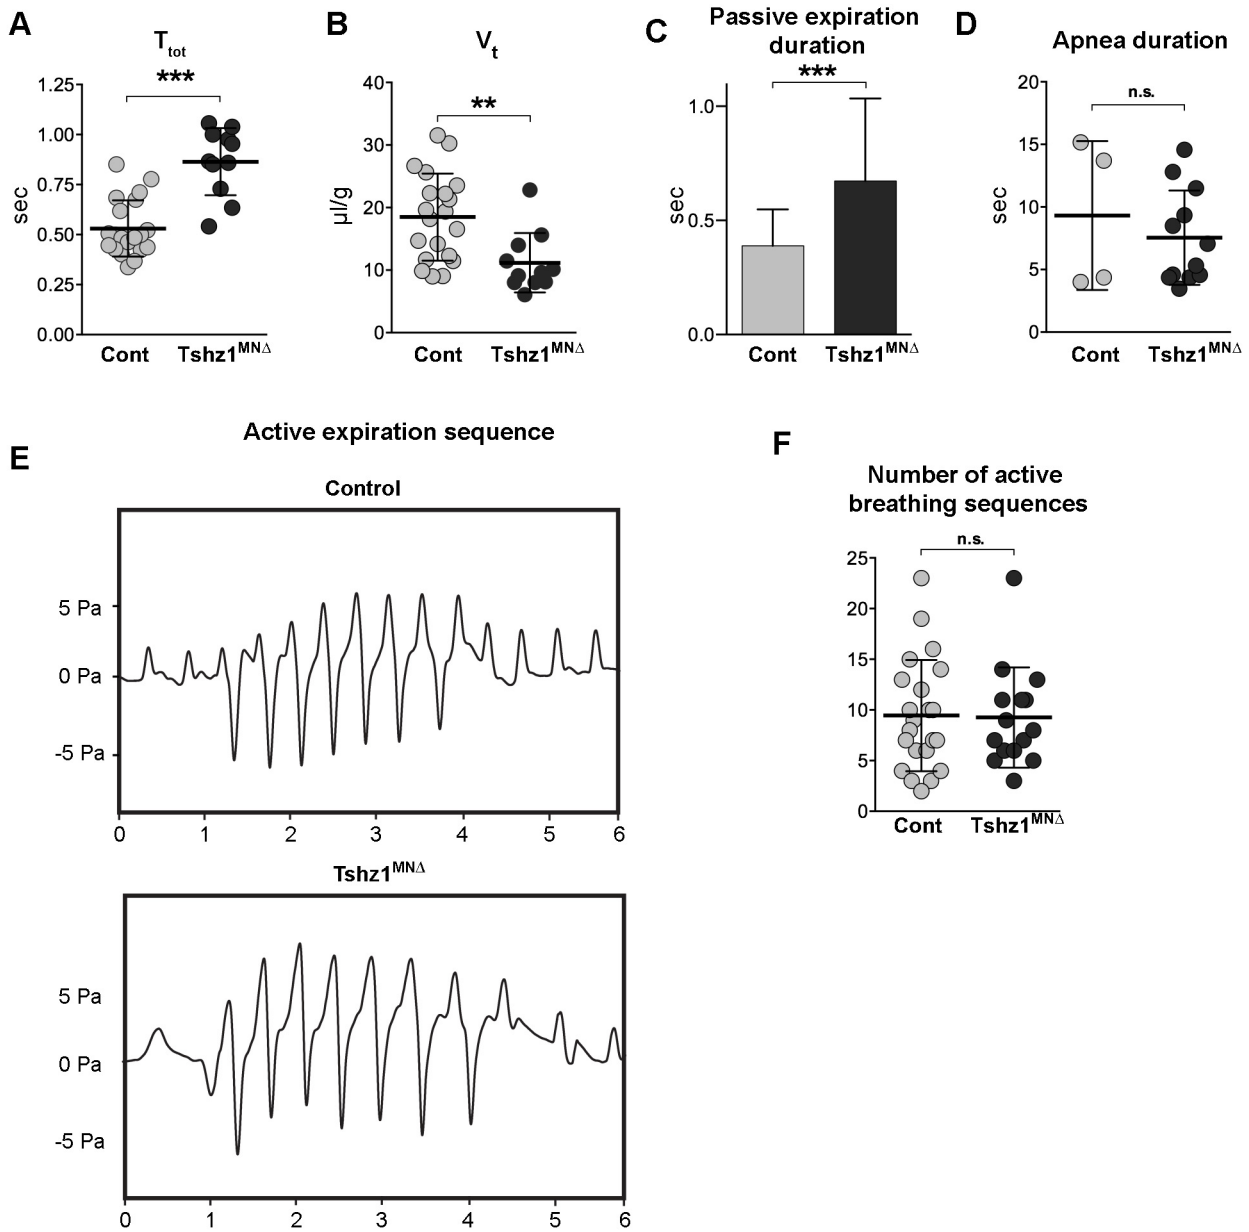 A
T_tot
***
sec
1.25
1.00
0.75
0.50
0.25
0.00
Cont
Tshz1^MNΔ
B
V_t
**
µl/g
40
30
20
10
0
Cont
Tshz1^MNΔ
C
Passive expiration
duration
***
sec
1.0
0.5
0.0
Cont
Tshz1^MNΔ
D
Apnea duration
n.s.
sec
20
15
10
5
0
Cont
Tshz1^MNΔ
E
Active expiration sequence
Control
5 Pa
0 Pa
-5 Pa
0 1 2 3 4 5 6
Tshz1^MNΔ
5 Pa
0 Pa
-5 Pa
0 1 2 3 4 5 6
F
Number of active
breathing sequences
n.s.
25
20
15
10
5
0
Cont
Tshz1^MNΔ